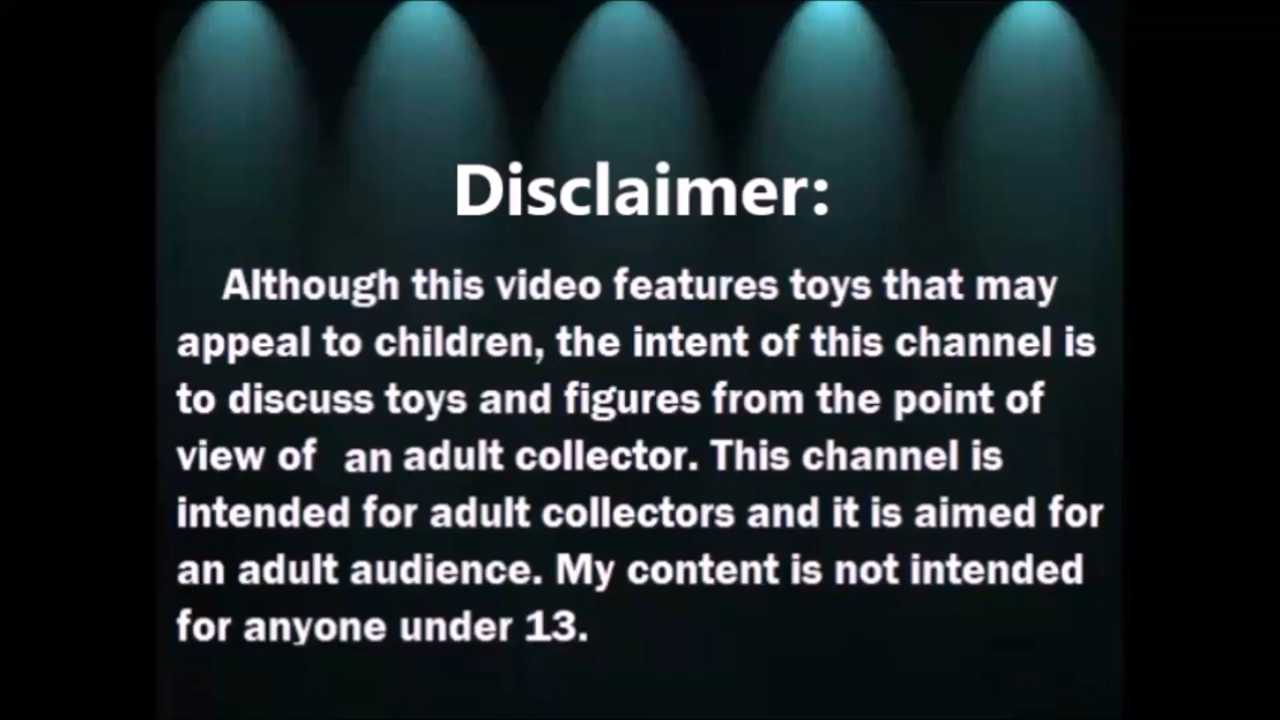 Disclaimer:
Although this video features toys that may
appeal to children, the intent of this channel is
to discuss toys and figures from the point of
view of an adult collector. This channel is
intended for adult collectors and it is aimed for
an adult audience. My content is not intended
for anyone under 13.